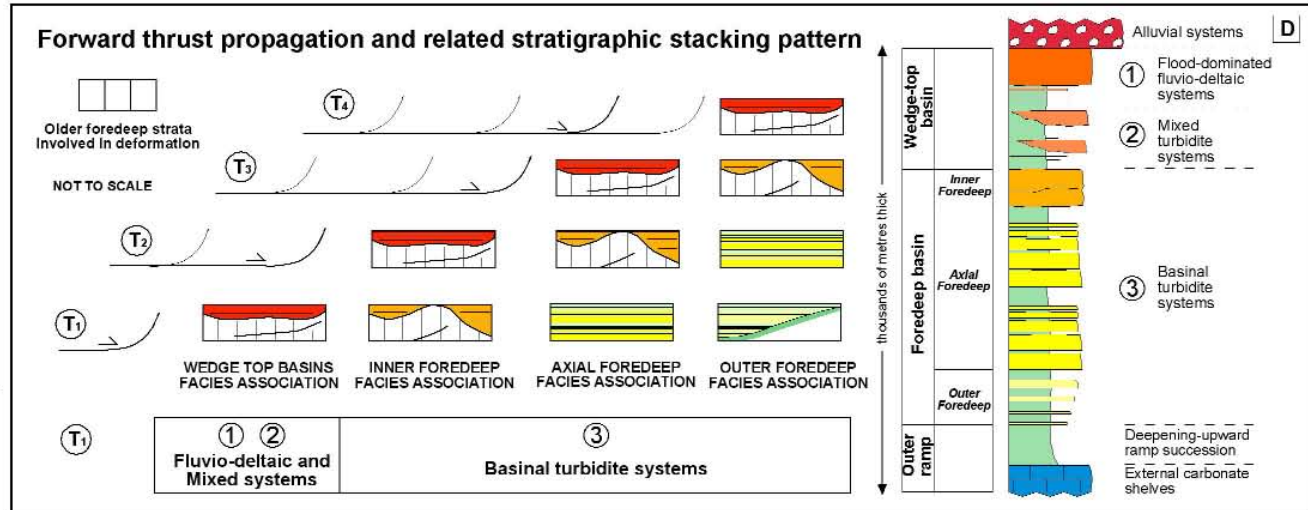 Forward thrust propagation and related stratigraphic stacking pattern
D
Older foredeep strata
Involved in deformation
NOT TO SCALE
T4
T3
T2
T1
WEDGE TOP BASINS
FACIES ASSOCIATION
INNER FOREDEEP
FACIES ASSOCIATION
AXIAL FOREDEEP
FACIES ASSOCIATION
OUTER FOREDEEP
FACIES ASSOCIATION
T1
1 2
Fluvio-deltaic and
Mixed systems
3
Basinal turbidite systems
thousands of metres thick
Wedge-top
basin
Foredeep basin
Outer
ramp
Inner
Foredeep
Axial
Foredeep
Outer
Foredeep
Alluvial systems
1 Flood-dominated
fluvio-deltaic
systems
2 Mixed
turbidite
systems
3 Basinal
turbidite
systems
Deepening-upward
ramp succession
External carbonate
shelves